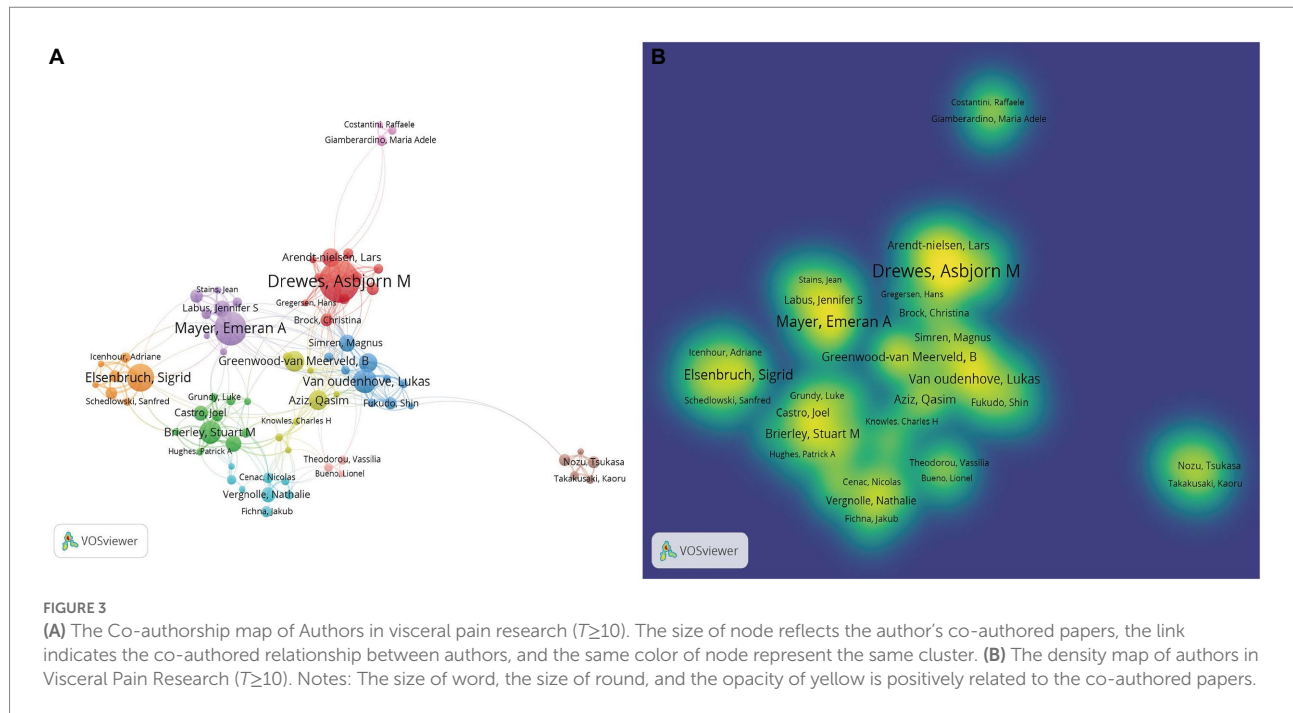 A
Costantini, Raffaele
Giamberardino, Maria Adele
Arendt-nielsen, Lars
Drewes, Asbjorn M
Gregersen, Hans
Stains, Jean
Labus, Jennifer S
Brock, Christina
Mayer, Emeran A
Simren, Magnus
Icenhour, Adriane
Greenwood-van Meerveld, B
Elsenbruch, Sigrid
Van oudenhove, Lukas
Schedlowski, Sanfred
Grundy, Luke
Aziz, Qasim
Fukudo, Shin
Castro, Joel
Knowles, Charles H
Brierley, Stuart M
Hughes, Patrick A
Theodorou, Vassilia
Nozu, Tsukasa
Bueno, Lionel
Takakusaki, Kaoru
Cenac, Nicolas
Vergnolle, Nathalie
Fichna, Jakub
VOSviewer
B
Costantini, Raffaele
Giamberardino, Maria Adele
Arendt-nielsen, Lars
Drewes, Asbjorn M
Stains, Jean
Gregersen, Hans
Labus, Jennifer S
Brock, Christina
Mayer, Emeran A
Simren, Magnus
Icenhour, Adriane
Greenwood-van Meerveld, B
Elsenbruch, Sigrid
Van oudenhove, Lukas
Grundy, Luke
Schedlowski, Sanfred
Aziz, Qasim
Fukudo, Shin
Castro, Joel
Knowles, Charles H
Brierley, Stuart M
Hughes, Patrick A
Theodorou, Vassilia
Nozu, Tsukasa
Bueno, Lionel
Takakusaki, Kaoru
Cenac, Nicolas
Vergnolle, Nathalie
Fichna, Jakub
VOSviewer
FIGURE 3
(A) The Co-authorship map of Authors in visceral pain research (T≥10). The size of node reflects the author's co-authored papers, the link
indicates the co-authored relationship between authors, and the same color of node represent the same cluster. (B) The density map of authors in
Visceral Pain Research (T≥10). Notes: The size of word, the size of round, and the opacity of yellow is positively related to the co-authored papers.